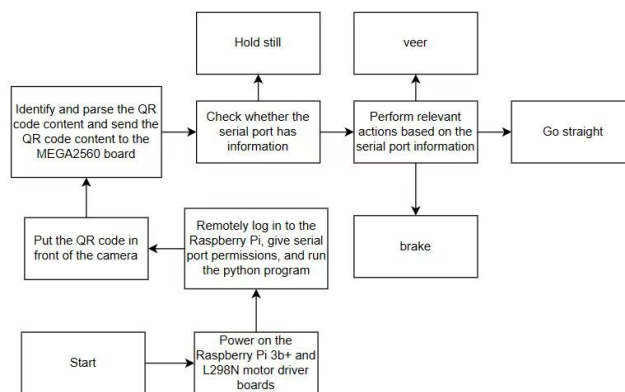 Hold still
veer
Identify and parse the QR
code content and send the
QR code content to the
MEGA2560 board
Check whether the
serial port has
information
Perform relevant
actions based on the
serial port information
Go straight
Put the QR code in
front of the camera
Remotely log in to the
Raspberry Pi, give serial
port permissions, and run
the python program
brake
Start
Power on the
Raspberry Pi 3b+ and
L298N motor driver
boards